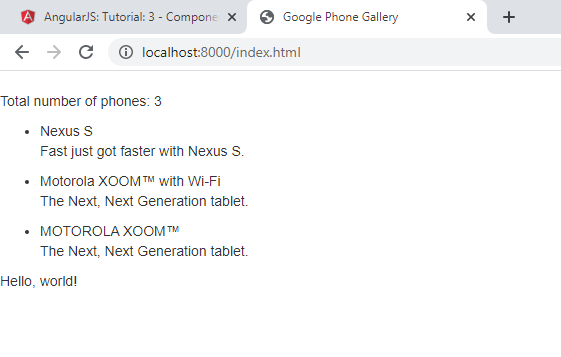 AngularJS: Tutorial: 3 - Compone
Google Phone Gallery
localhost:8000/index.html
Total number of phones: 3
Nexus S
Fast just got faster with Nexus S.
Motorola XOOM™ with Wi-Fi
The Next, Next Generation tablet.
MOTOROLA XOOM™
The Next, Next Generation tablet.
Hello, world!